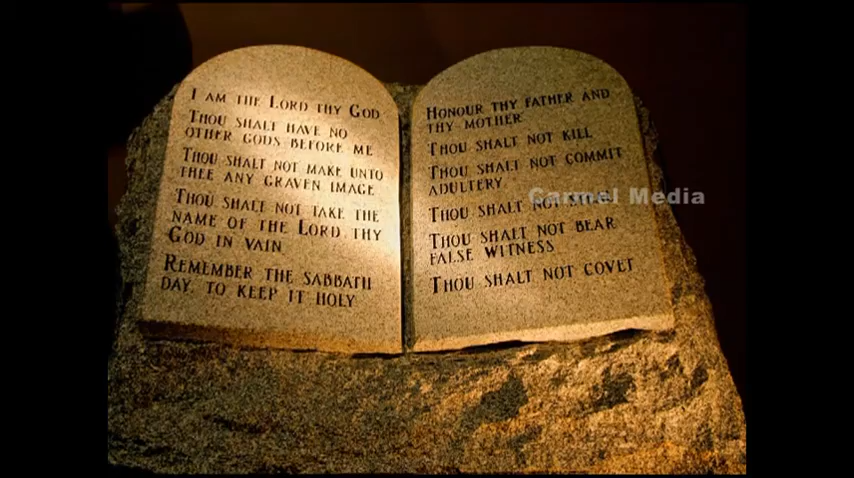 I am the Lord thy God
Thou shalt have no
other gods before me
Thou shalt not make unto
thee any graven image
Thou shalt not take the
name of the Lord thy
God in vain
Remember the Sabbath
day, to keep it holy
Honour thy father and
thy mother
Thou shalt not kill
Thou shalt not commit
adultery
Thou shalt not
Thou shalt not bear
false witness
Thou shalt not covet
Carmel Media